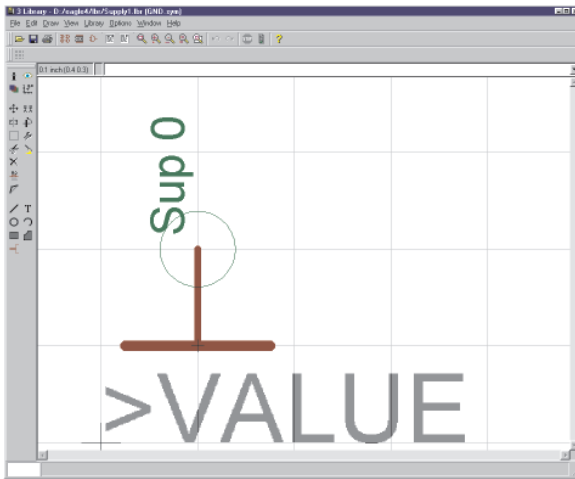 3 Library - D:/eagle4/lbr/Supply1.lbr (GND.sym)
File Edit Draw View Library Options Window Help
0.1 inch (0.4 0.3)
Sup 0
>VALUE